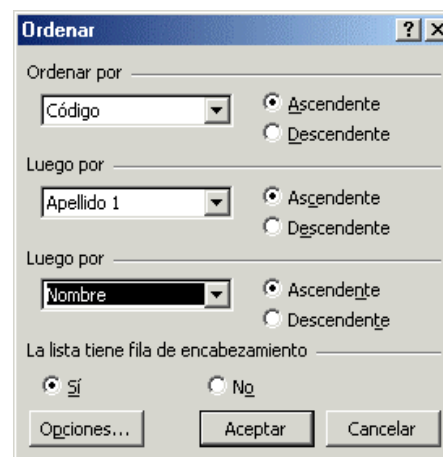 Ordenar
Ordenar por
Código
Ascendente
Descendente
Luego por
Apellido 1
Ascendente
Descendente
Luego por
Nombre
Ascendente
Descendente
La lista tiene fila de encabezamiento
Sí No
Opciones... Aceptar Cancelar